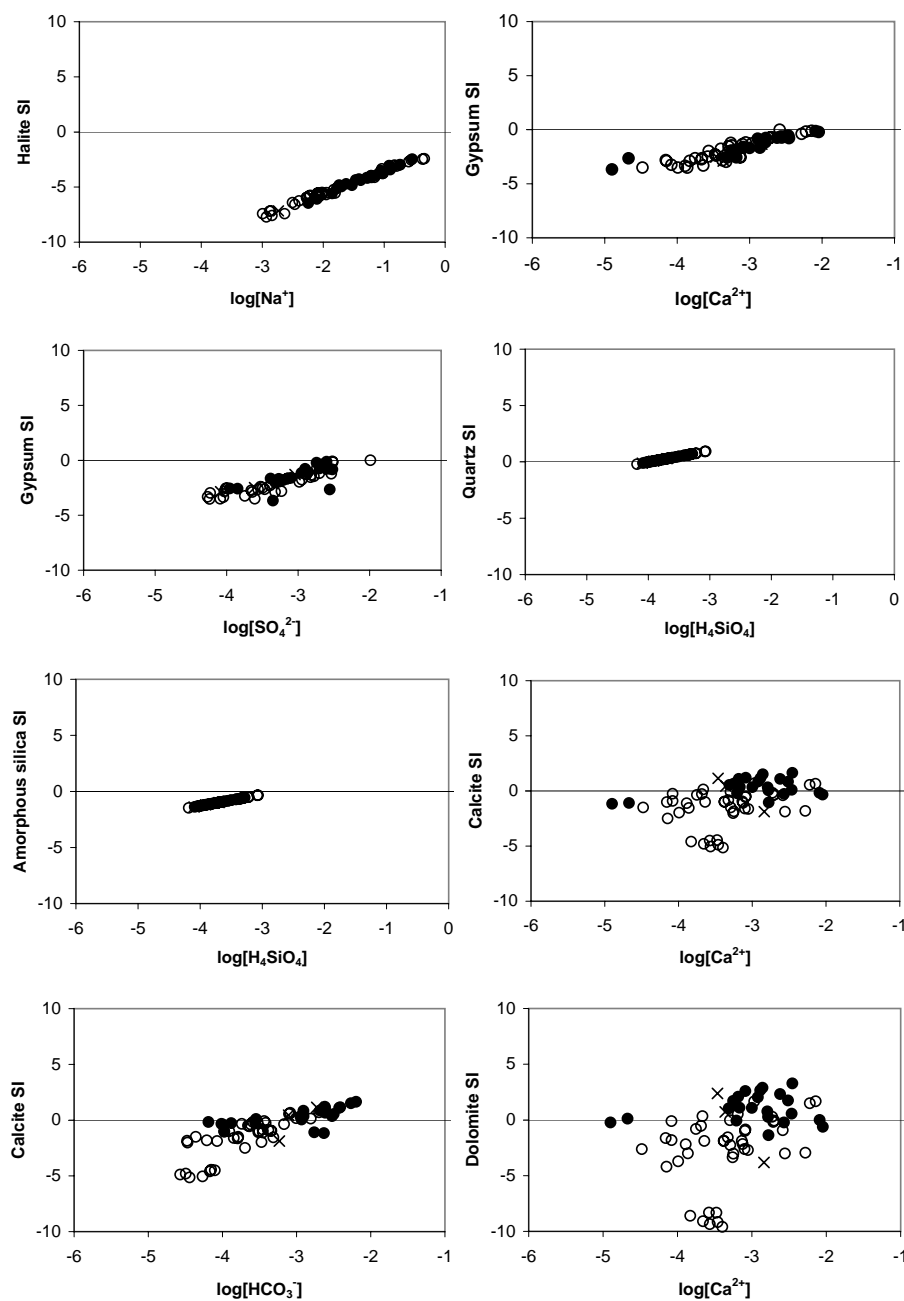 10
5
0
-5
-10
Halite SI
-6 -5 -4 -3 -2 -1 0
log[Na⁺]
10
5
0
-5
-10
Gypsum SI
-6 -5 -4 -3 -2 -1
log[Ca²⁺]
10
5
0
-5
-10
Gypsum SI
-6 -5 -4 -3 -2 -1
log[SO₄²⁻]
10
5
0
-5
-10
Quartz SI
-6 -5 -4 -3 -2 -1 0
log[H₄SiO₄]
10
5
0
-5
-10
Amorphous silica SI
-6 -5 -4 -3 -2 -1 0
log[H₄SiO₄]
10
5
0
-5
-10
Calcite SI
-6 -5 -4 -3 -2 -1
log[Ca²⁺]
10
5
0
-5
-10
Calcite SI
-6 -5 -4 -3 -2 -1
log[HCO₃⁻]
10
5
0
-5
-10
Dolomite SI
-6 -5 -4 -3 -2 -1
log[Ca²⁺]